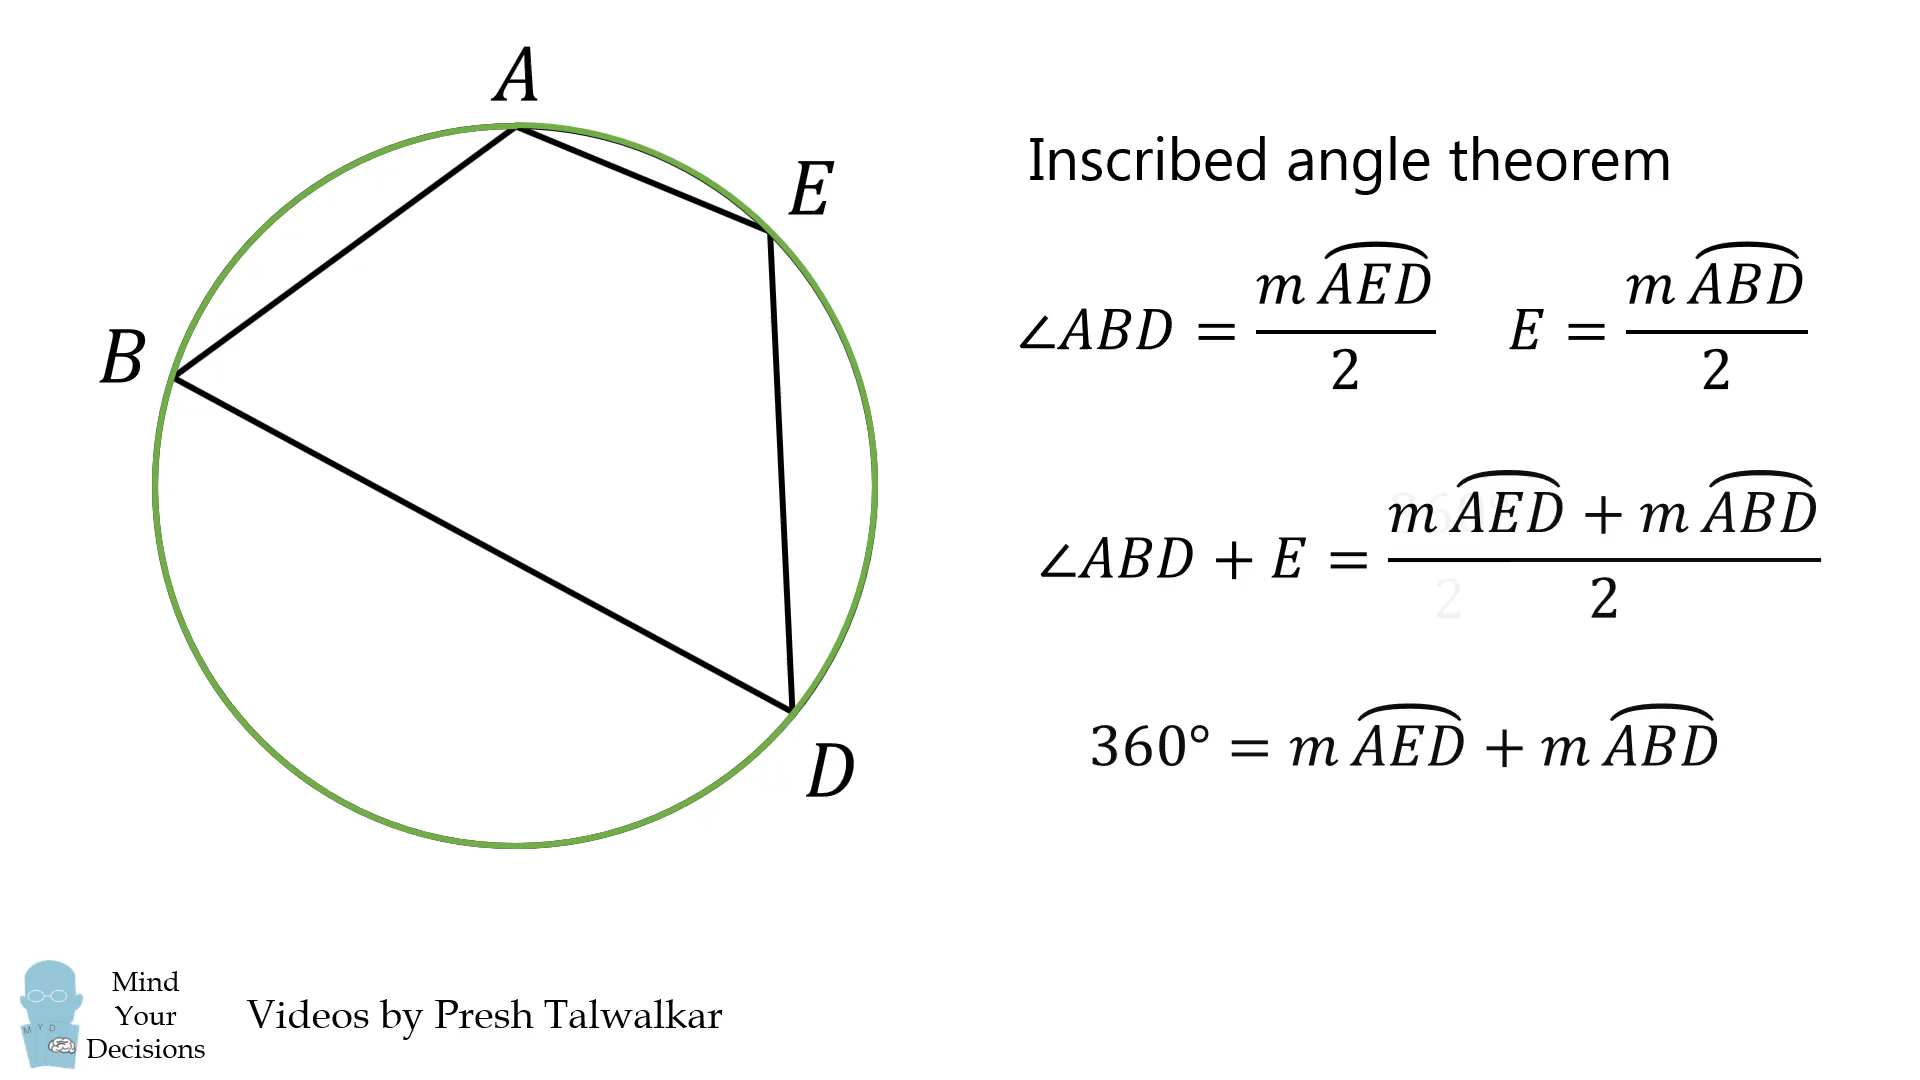 A
E
B
D
Inscribed angle theorem
∠ABD = m AED / 2    E = m ABD / 2
∠ABD + E = m AED + m ABD / 2
360° = m AED + m ABD
M Y D
Mind
Your
Decisions
Videos by Presh Talwalkar